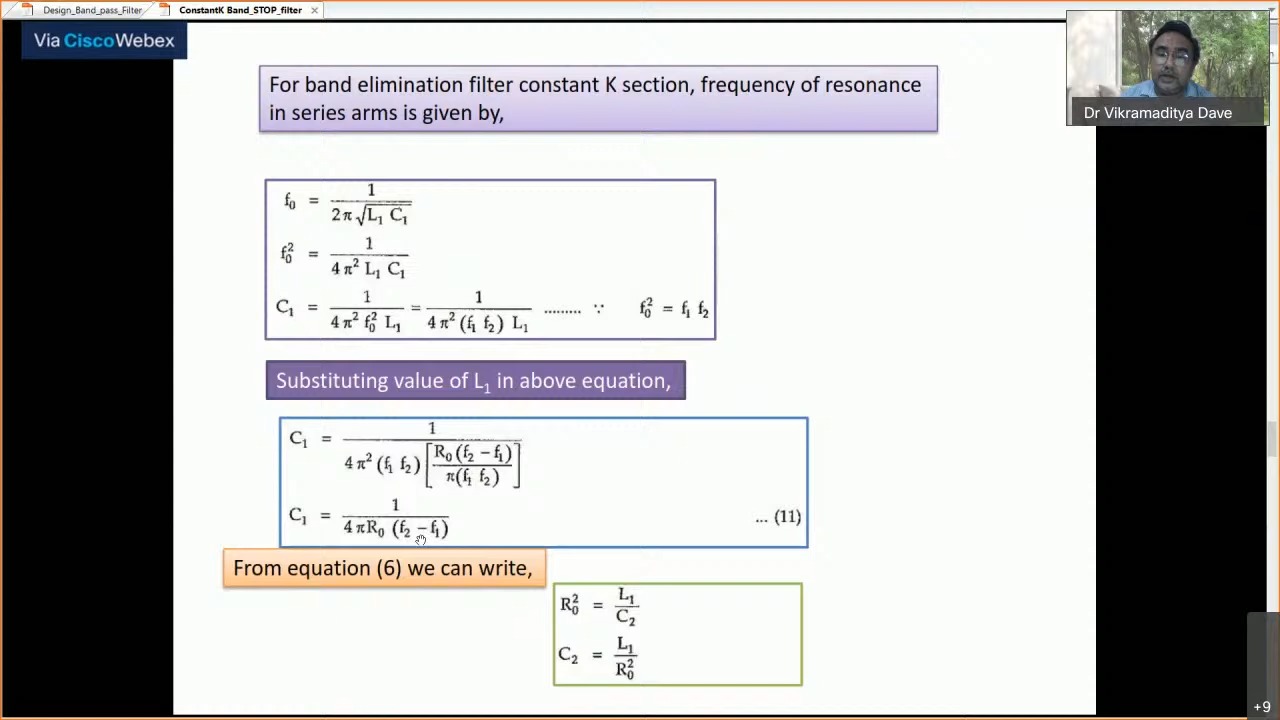 Design_Band_pass_Filter
ConstantK Band_STOP_filter ×
Via Cisco Webex
Dr Vikramaditya Dave
For band elimination filter constant K section, frequency of resonance
in series arms is given by,
f₀ = 1 / 2π√(L₁ C₁)
f₀² = 1 / 4π² L₁ C₁
C₁ = 1 / 4π² f₀² L₁ = 1 / 4π² (f₁ f₂) L₁ ......... ∵ f₀² = f₁ f₂
Substituting value of L₁ in above equation,
C₁ = 1 / 4π² (f₁ f₂) [R₀ (f₂ − f₁) / π(f₁ f₂)]
C₁ = 1 / 4πR₀ (f₂ − f₁) ... (11)
From equation (6) we can write,
R₀² = L₁ / C₂
C₂ = L₁ / R₀²
+9